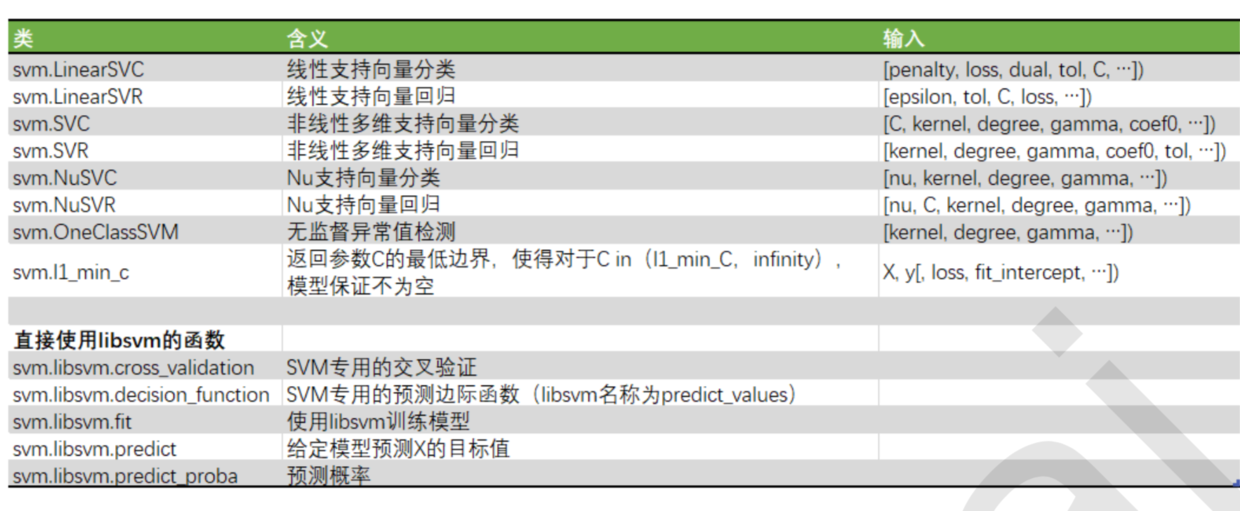 类 含义 输入
svm.LinearSVC 线性支持向量分类 [penalty, loss, dual, tol, C, …])
svm.LinearSVR 线性支持向量回归 [epsilon, tol, C, loss, …])
svm.SVC 非线性多维支持向量分类 [C, kernel, degree, gamma, coef0, …])
svm.SVR 非线性多维支持向量回归 [kernel, degree, gamma, coef0, tol, …])
svm.NuSVC Nu支持向量分类 [nu, kernel, degree, gamma, …])
svm.NuSVR Nu支持向量回归 [nu, C, kernel, degree, gamma, …])
svm.OneClassSVM 无监督异常值检测 [kernel, degree, gamma, …])
svm.l1_min_c 返回参数C的最低边界，使得对于C in（l1_min_C，infinity）， X, y[, loss, fit_intercept, …])
模型保证不为空
直接使用libsvm的函数
svm.libsvm.cross_validation SVM专用的交叉验证
svm.libsvm.decision_function SVM专用的预测边际函数（libsvm名称为predict_values）
svm.libsvm.fit 使用libsvm训练模型
svm.libsvm.predict 给定模型预测X的目标值
svm.libsvm.predict_proba 预测概率